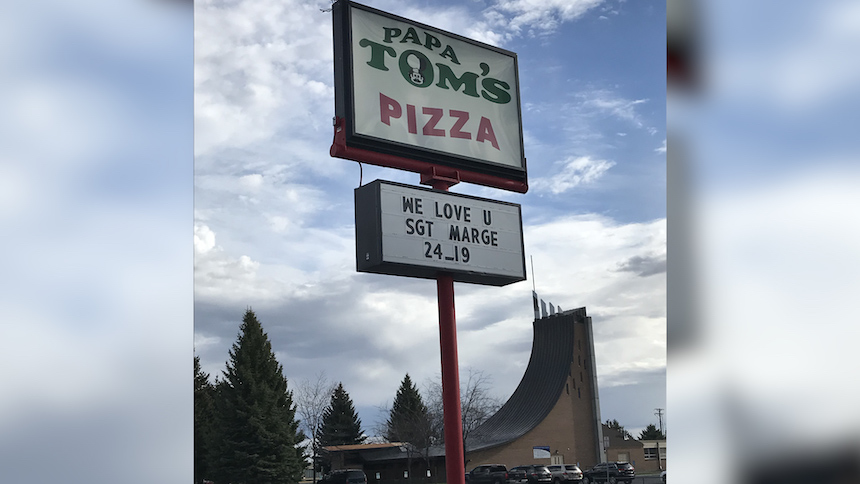 PAPA
TOM'S
PIZZA
WE LOVE U
SGT MARGE
24_19